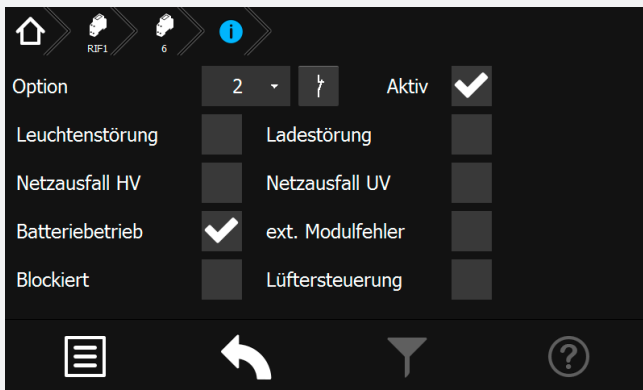 RIF1 6 i
Option 2 Aktiv
Leuchtenstörung Ladestörung
Netzausfall HV Netzausfall UV
Batteriebetrieb ext. Modulfehler
Blockiert Lüftersteuerung
?